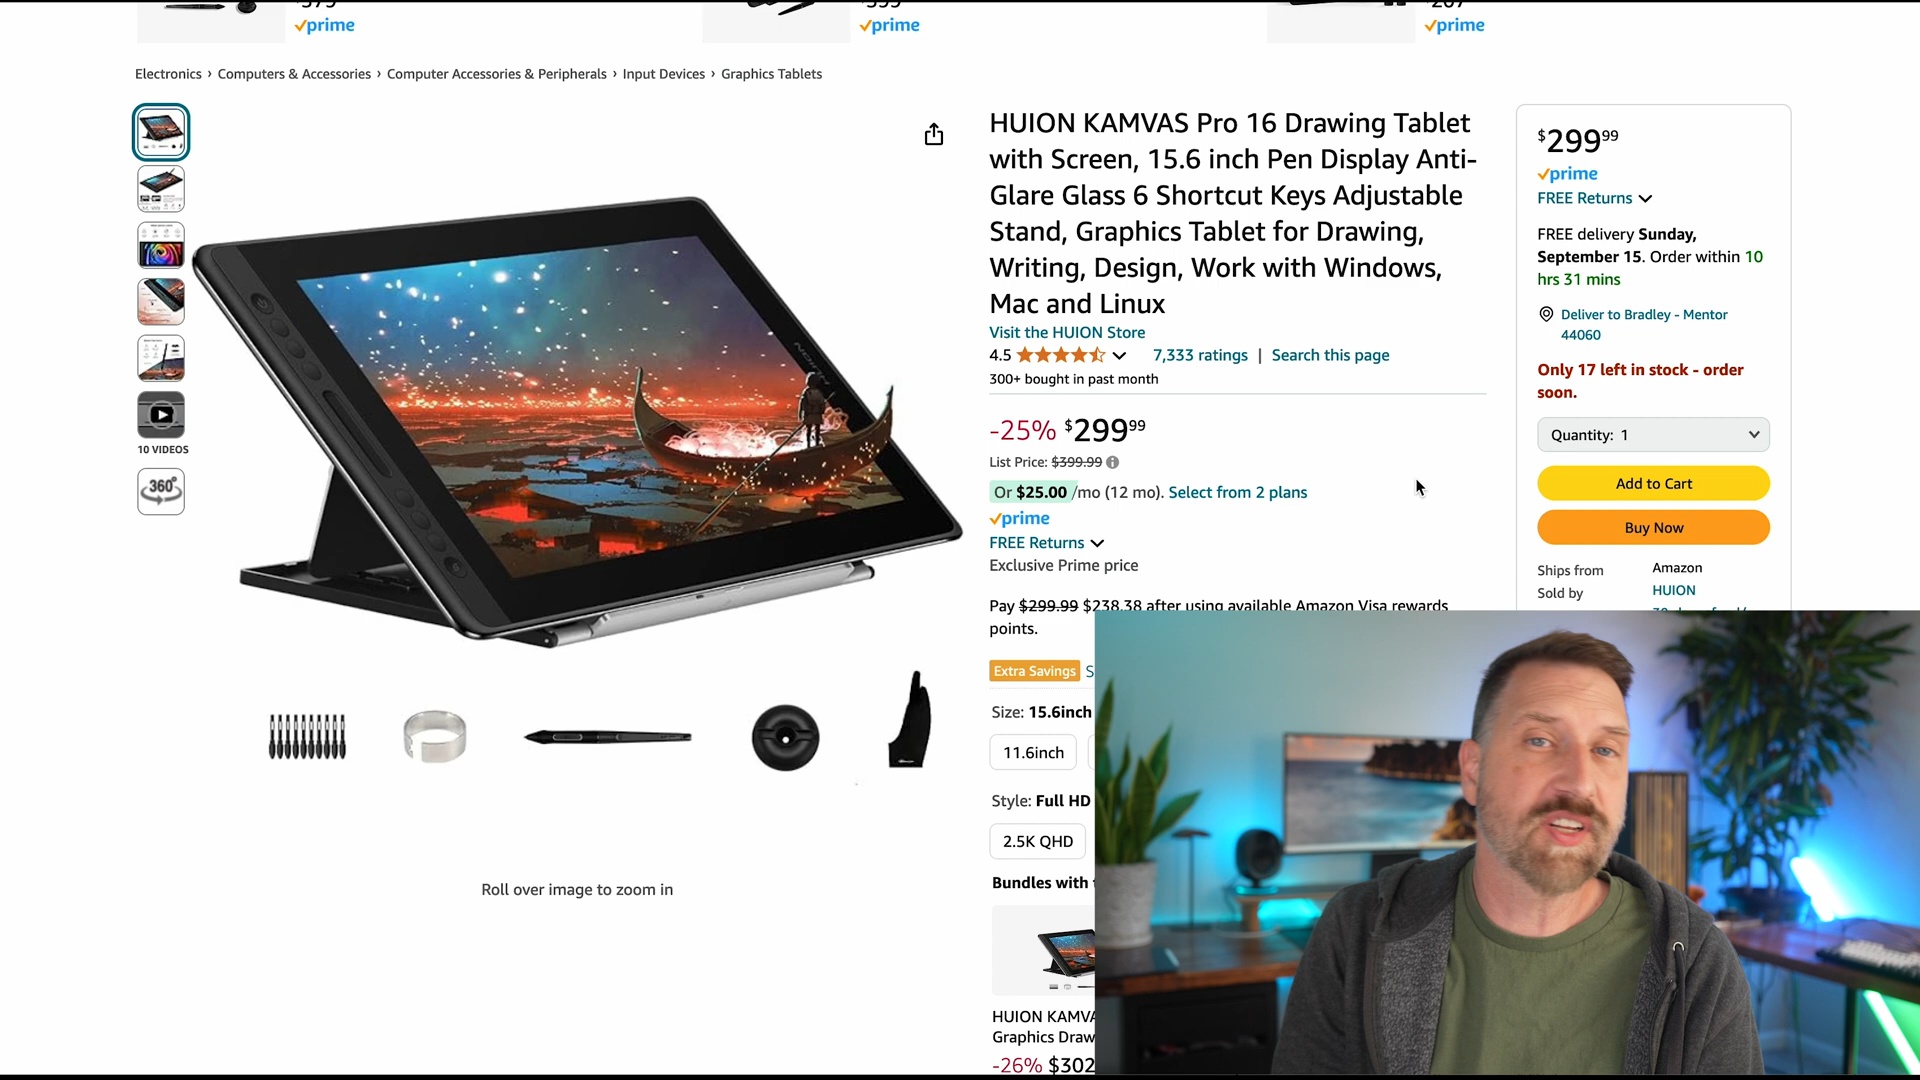 prime
prime
prime
Electronics › Computers & Accessories › Computer Accessories & Peripherals › Input Devices › Graphics Tablets
10 VIDEOS
360°
HUION
Roll over image to zoom in
HUION KAMVAS Pro 16 Drawing Tablet
with Screen, 15.6 inch Pen Display Anti-
Glare Glass 6 Shortcut Keys Adjustable
Stand, Graphics Tablet for Drawing,
Writing, Design, Work with Windows,
Mac and Linux
Visit the HUION Store
4.5 7,333 ratings | Search this page
300+ bought in past month
-25% $299 99
List Price: $399.99
Or $25.00 /mo (12 mo). Select from 2 plans
prime
FREE Returns
Exclusive Prime price
Pay $299.99 $238.38 after using available Amazon Visa rewards
points.
Extra Savings S
Size: 15.6inch
11.6inch
Style: Full HD
2.5K QHD
Bundles with
HUION KAMVA
Graphics Draw
-26% $302
$299 99
prime
FREE Returns
FREE delivery Sunday,
September 15. Order within 10
hrs 31 mins
Deliver to Bradley - Mentor
44060
Only 17 left in stock - order
soon.
Quantity: 1
Add to Cart
Buy Now
Ships from Amazon
Sold by HUION